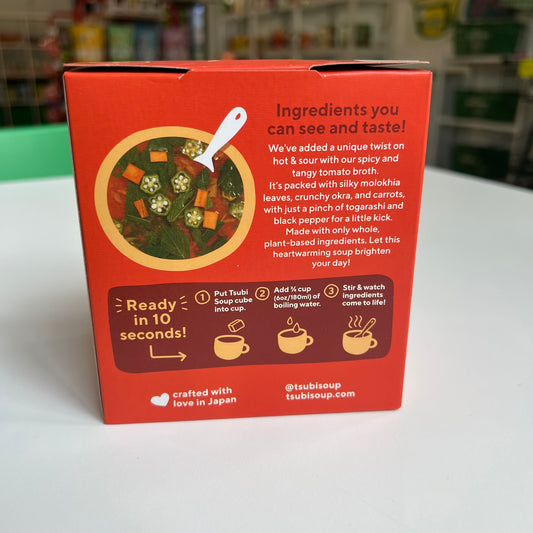 Ingredients you
can see and taste!
We've added a unique twist on
hot & sour with our spicy and
tangy tomato broth.
It's packed with silky molokhia
leaves, crunchy okra, and carrots,
with just a pinch of togarashi and
black pepper for a little kick.
Made with only whole,
plant-based ingredients. Let this
heartwarming soup brighten
your day!
Ready
in 10
seconds!
1 Put Tsubi
Soup cube
into cup.
2 Add ¾ cup
(6oz/180ml) of
boiling water.
3 Stir & watch
ingredients
come to life!
crafted with
love in Japan
@tsubisoup
tsubisoup.com